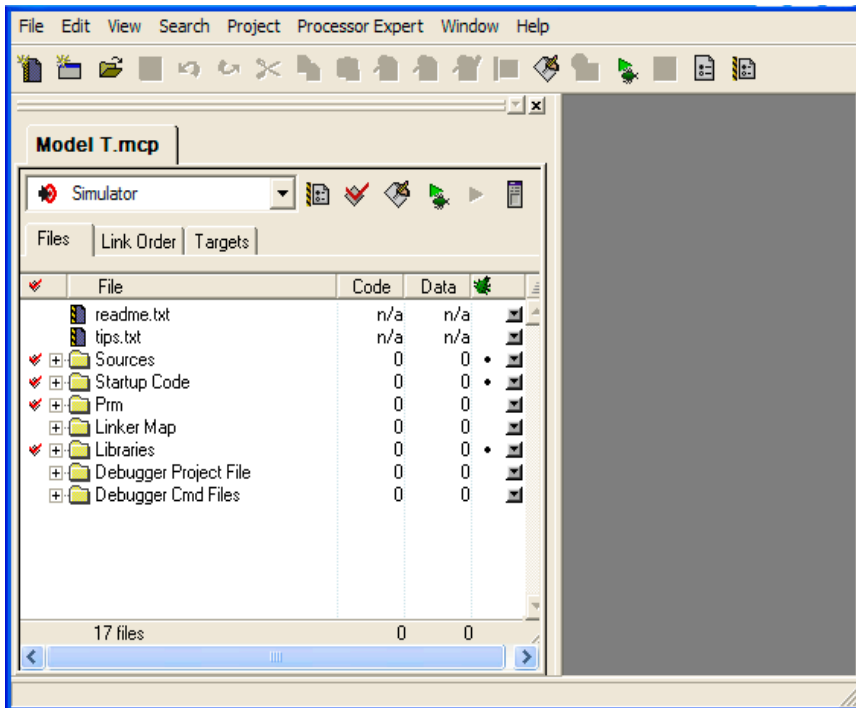 File Edit View Search Project Processor Expert Window Help
Model T.mcp
Simulator
Files Link Order Targets
File Code Data
readme.txt n/a n/a
tips.txt n/a n/a
Sources 0 0
Startup Code 0 0
Prm 0 0
Linker Map 0 0
Libraries 0 0
Debugger Project File 0 0
Debugger Cmd Files 0 0
17 files 0 0